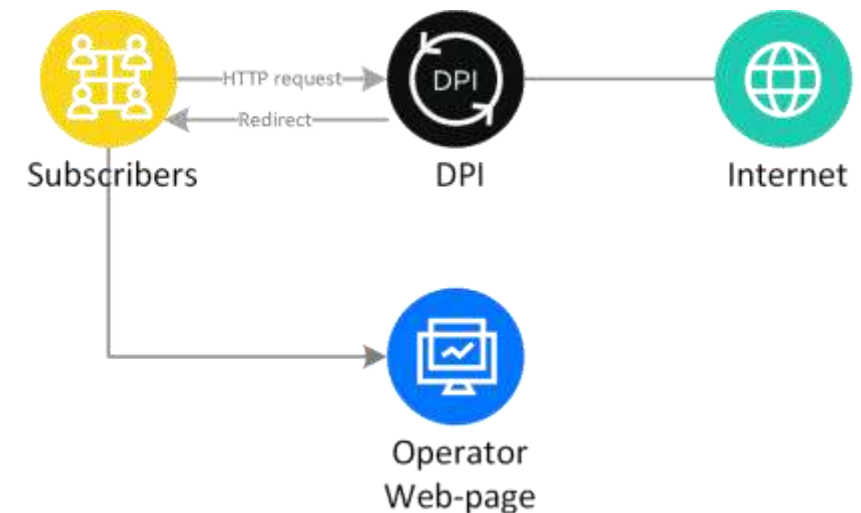 HTTP request
DPI
Redirect
Subscribers
DPI
Internet
Operator
Web-page